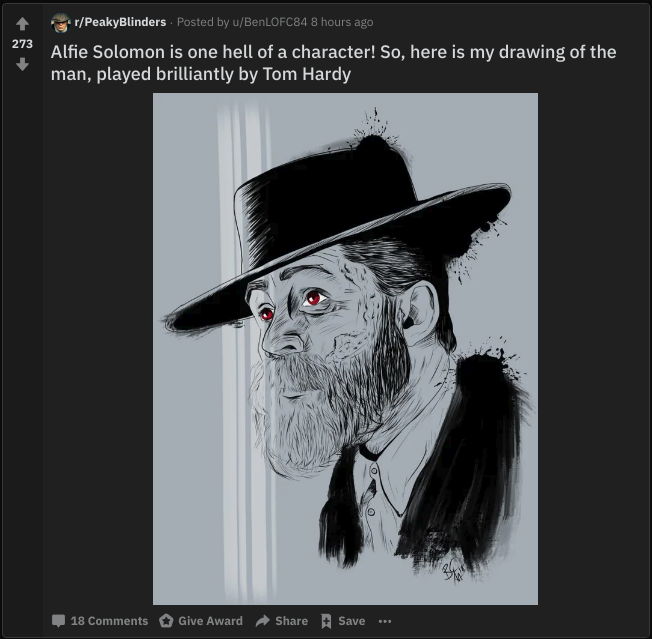 r/PeakyBlinders · Posted by u/BenLOFC84 8 hours ago
273
Alfie Solomon is one hell of a character! So, here is my drawing of the
man, played brilliantly by Tom Hardy
18 Comments Give Award Share Save ...